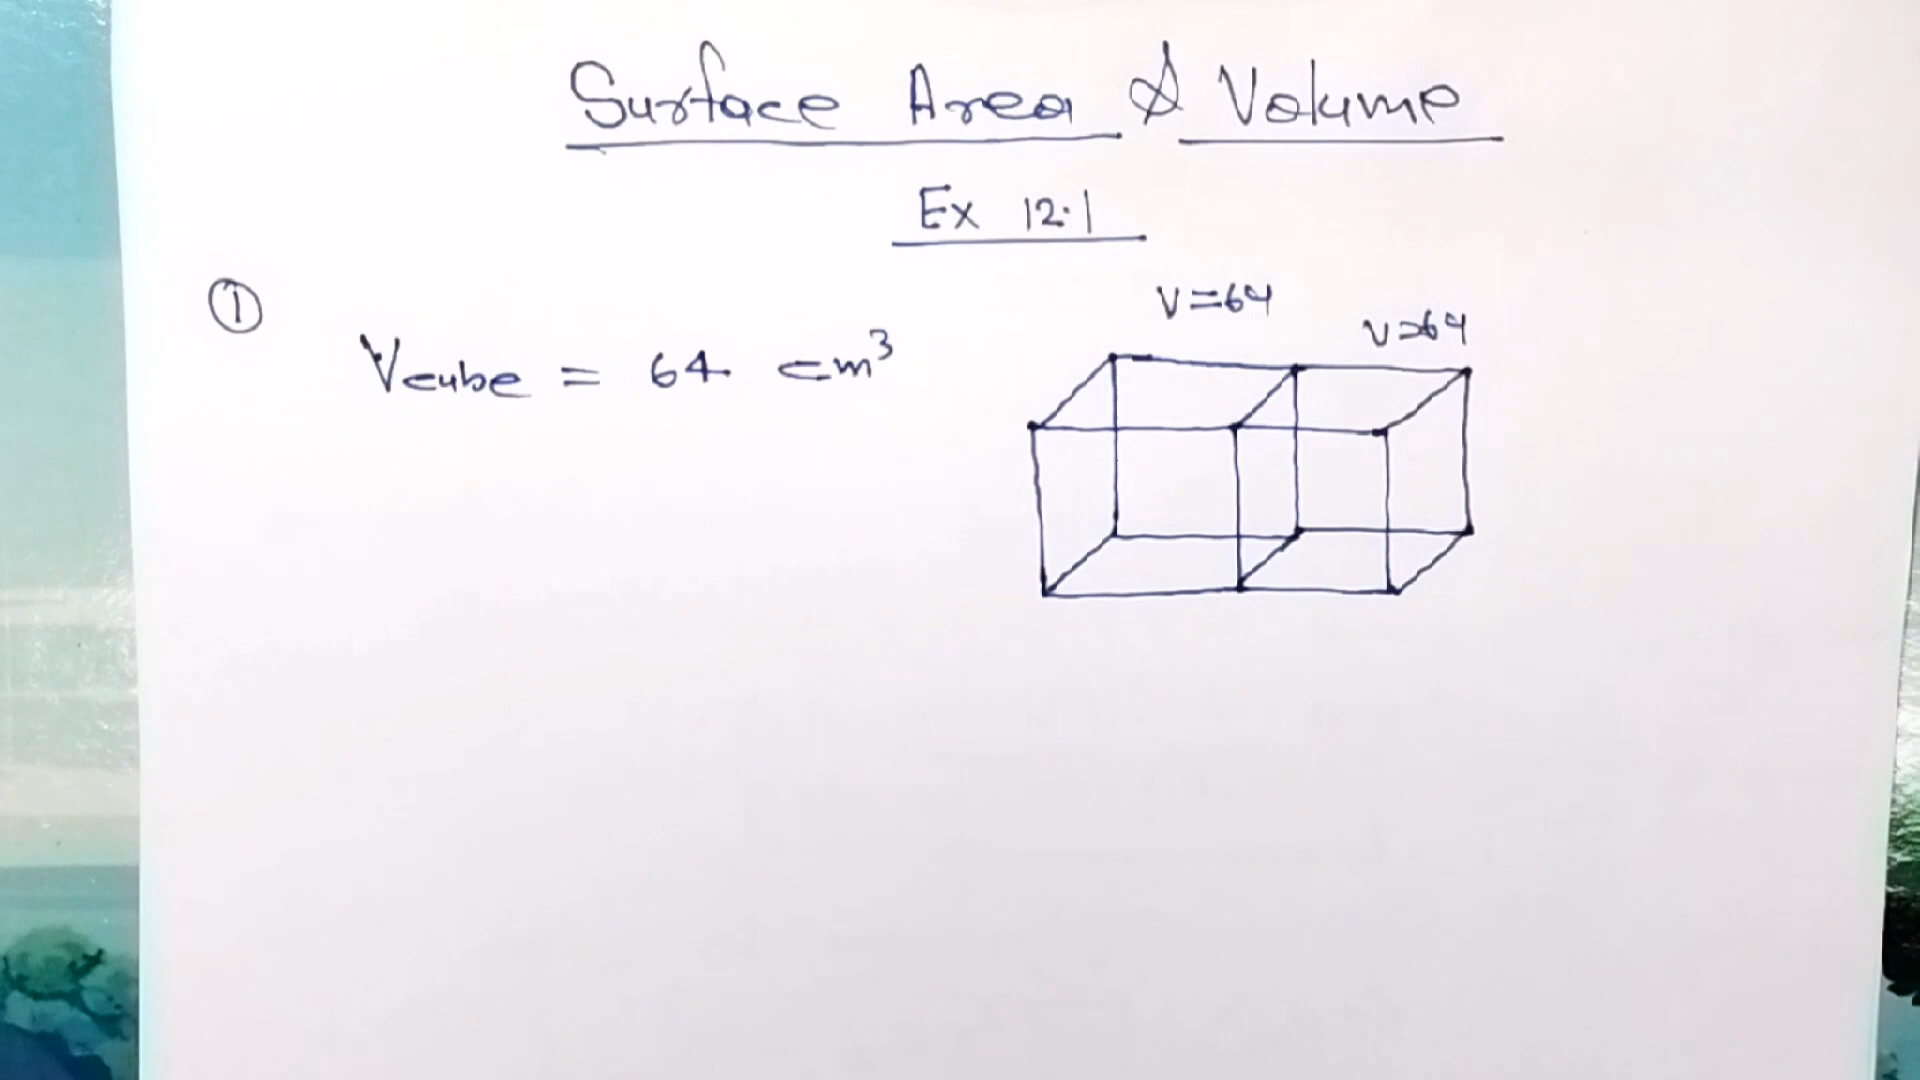 Surface Area & Volume
Ex 12.1
①
V=64
V=64
Vcube = 64 cm³